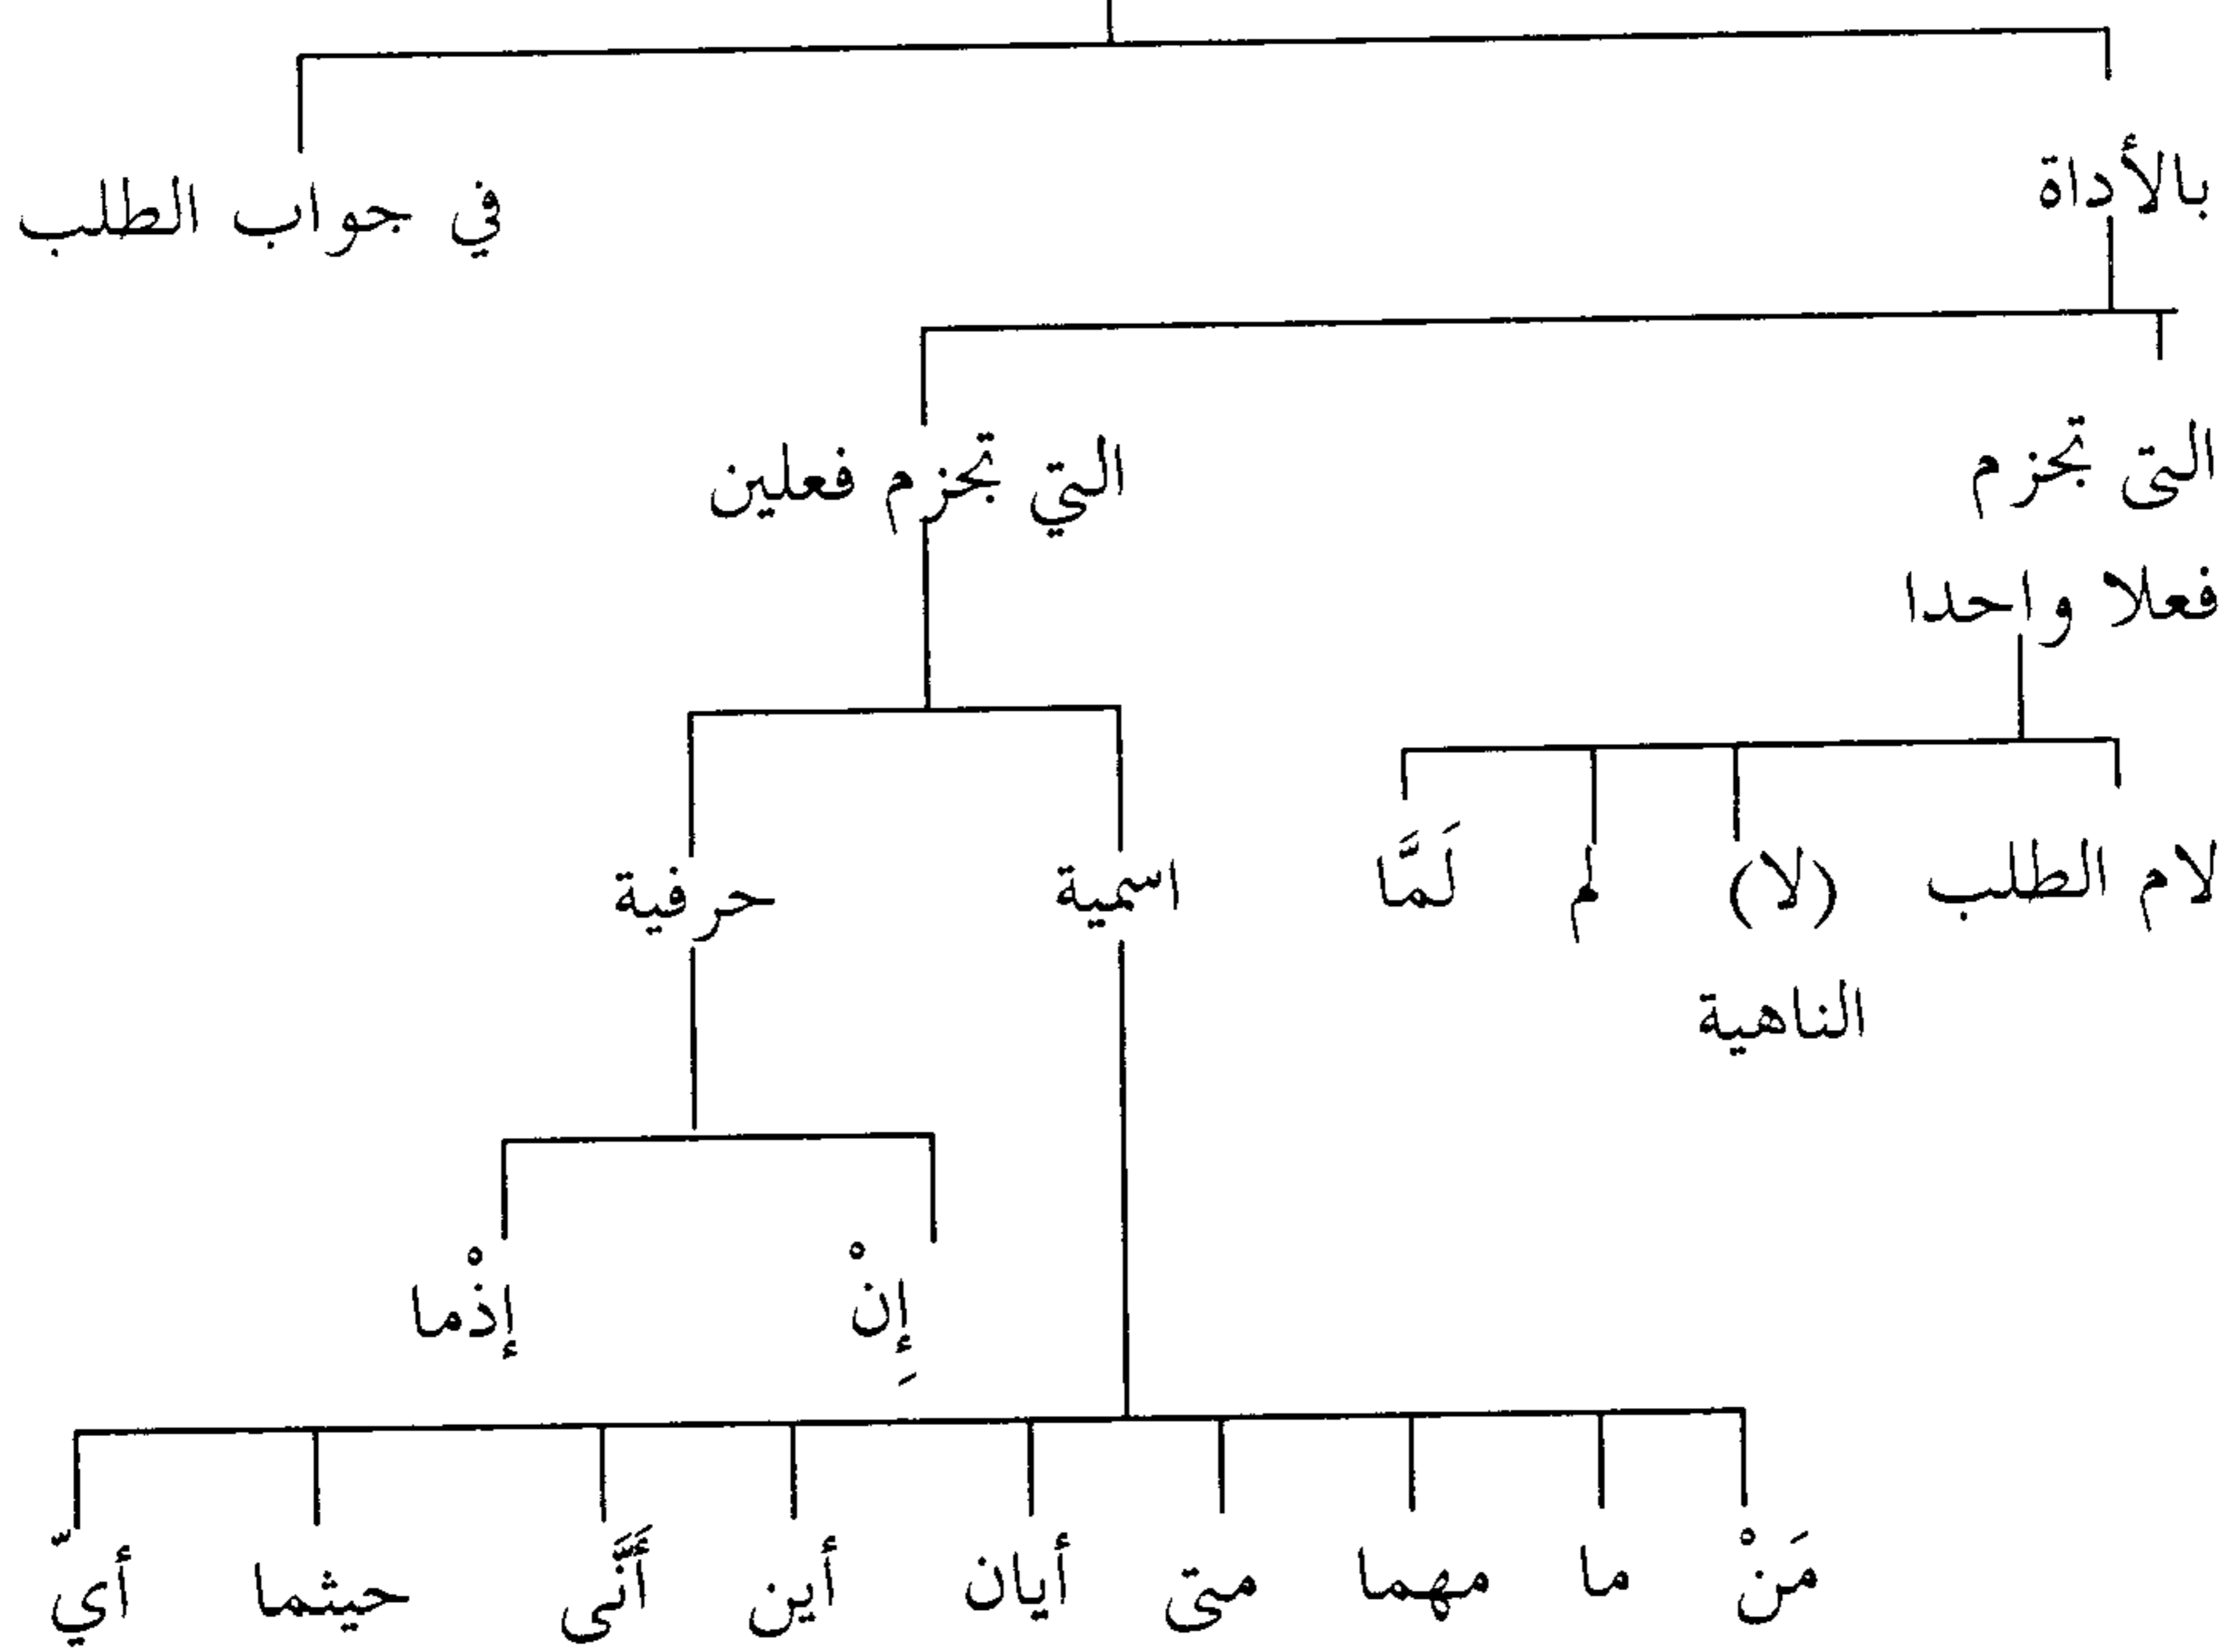 بالأداة
في جواب الطلب
التى تجزم
فعلا واحدا
التي تجزم فعلين
لام الطلب
(لا)
الناهية
لم
لَمَّا
اسمية
حرفية
إِنْ
إذْما
مَنْ
ما
مهما
متى
أيان
أين
أَنَّى
حيثما
أيّ